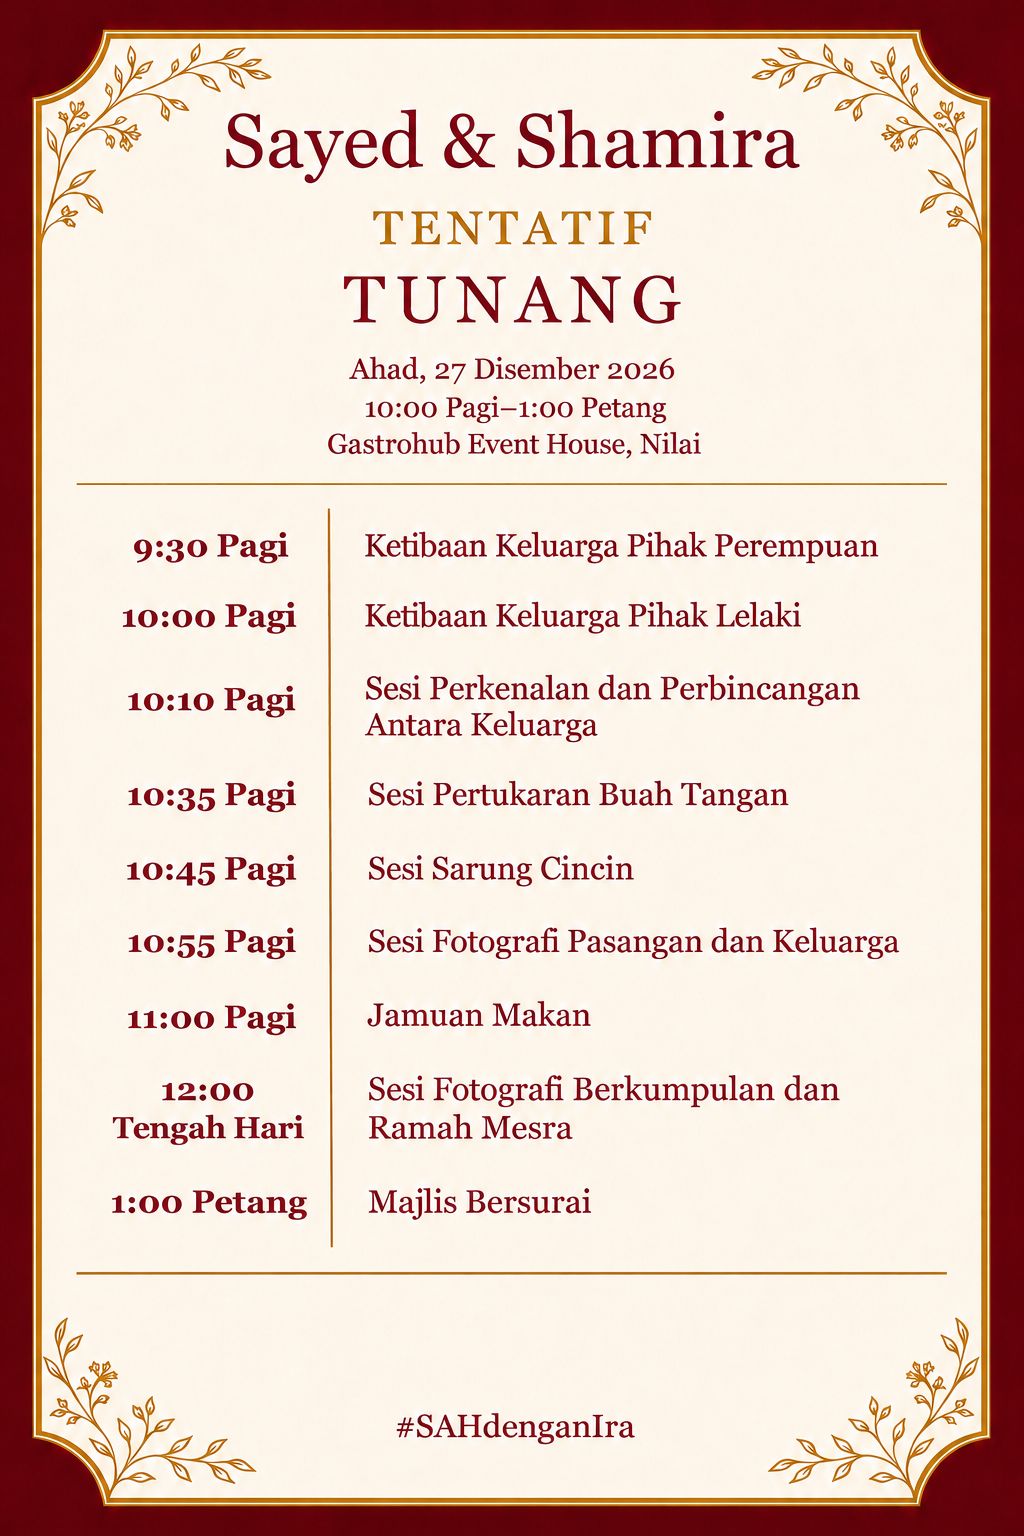 Sayed & Shamira
TENTATIF
TUNANG
Ahad, 27 Disember 2026
10:00 Pagi–1:00 Petang
Gastrohub Event House, Nilai
9:30 Pagi
Ketibaan Keluarga Pihak Perempuan
10:00 Pagi
Ketibaan Keluarga Pihak Lelaki
10:10 Pagi
Sesi Perkenalan dan Perbincangan
Antara Keluarga
10:35 Pagi
Sesi Pertukaran Buah Tangan
10:45 Pagi
Sesi Sarung Cincin
10:55 Pagi
Sesi Fotografi Pasangan dan Keluarga
11:00 Pagi
Jamuan Makan
12:00
Tengah Hari
Sesi Fotografi Berkumpulan dan
Ramah Mesra
1:00 Petang
Majlis Bersurai
#SAHdenganIra